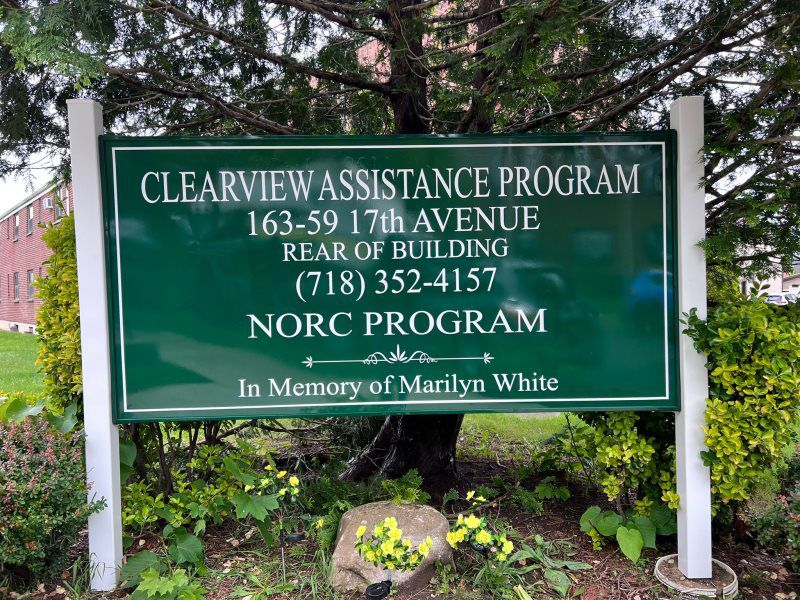 CLEARVIEW ASSISTANCE PROGRAM
163-59 17th AVENUE
REAR OF BUILDING
(718) 352-4157
NORC PROGRAM
In Memory of Marilyn White